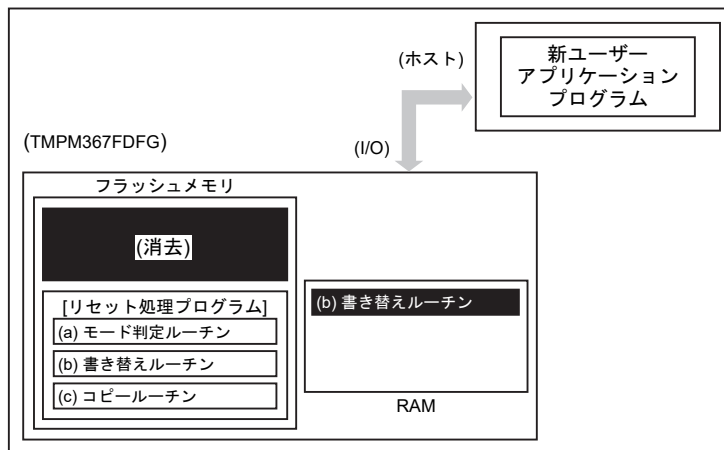 (ホスト)
新ユーザー
アプリケーション
プログラム
(TMPM367FDFG)
(I/O)
フラッシュメモリ
(消去)
[リセット処理プログラム]
(a) モード判定ルーチン
(b) 書き替えルーチン
(c) コピールーチン
(b) 書き替えルーチン
RAM